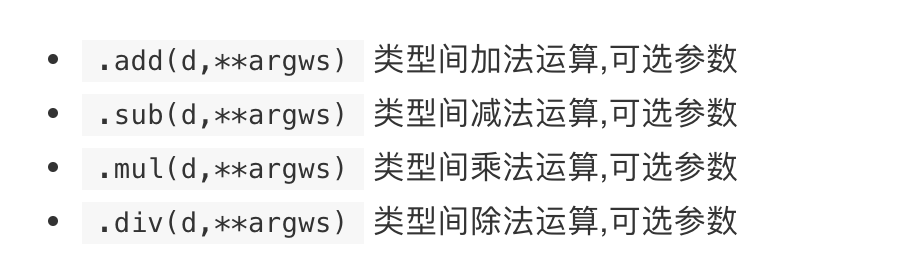 • .add(d,**argws) 类型间加法运算,可选参数
• .sub(d,**argws) 类型间减法运算,可选参数
• .mul(d,**argws) 类型间乘法运算,可选参数
• .div(d,**argws) 类型间除法运算,可选参数